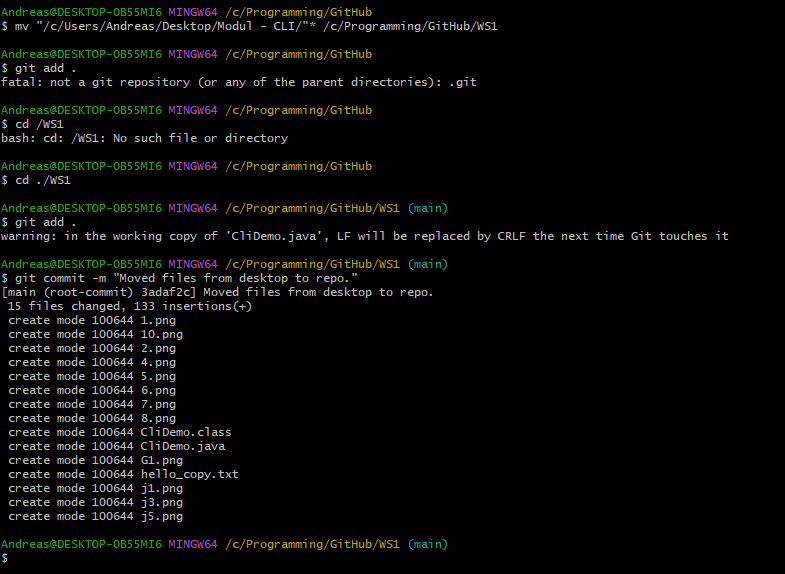 Andreas@DESKTOP-OB55MI6 MINGW64 /c/Programming/GitHub
$ mv "/c/Users/Andreas/Desktop/Modul - CLI/"* /c/Programming/GitHub/WS1
Andreas@DESKTOP-OB55MI6 MINGW64 /c/Programming/GitHub
$ git add .
fatal: not a git repository (or any of the parent directories): .git
Andreas@DESKTOP-OB55MI6 MINGW64 /c/Programming/GitHub
$ cd /WS1
bash: cd: /WS1: No such file or directory
Andreas@DESKTOP-OB55MI6 MINGW64 /c/Programming/GitHub
$ cd ./WS1
Andreas@DESKTOP-OB55MI6 MINGW64 /c/Programming/GitHub/WS1 (main)
$ git add .
warning: in the working copy of 'CliDemo.java', LF will be replaced by CRLF the next time Git touches it
Andreas@DESKTOP-OB55MI6 MINGW64 /c/Programming/GitHub/WS1 (main)
$ git commit -m "Moved files from desktop to repo."
[main (root-commit) 3adaf2c] Moved files from desktop to repo.
 15 files changed, 133 insertions(+)
 create mode 100644 1.png
 create mode 100644 10.png
 create mode 100644 2.png
 create mode 100644 4.png
 create mode 100644 5.png
 create mode 100644 6.png
 create mode 100644 7.png
 create mode 100644 8.png
 create mode 100644 CliDemo.class
 create mode 100644 CliDemo.java
 create mode 100644 G1.png
 create mode 100644 hello_copy.txt
 create mode 100644 j1.png
 create mode 100644 j3.png
 create mode 100644 j5.png
Andreas@DESKTOP-OB55MI6 MINGW64 /c/Programming/GitHub/WS1 (main)
$